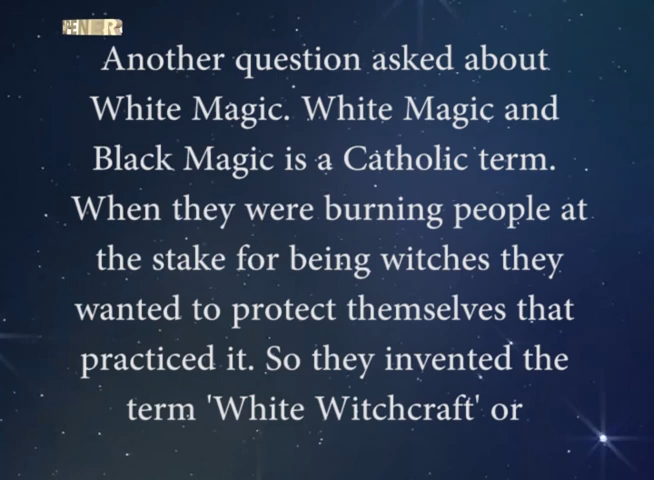 Another question asked about
White Magic. White Magic and
Black Magic is a Catholic term.
When they were burning people at
the stake for being witches they
wanted to protect themselves that
practiced it. So they invented the
term 'White Witchcraft' or